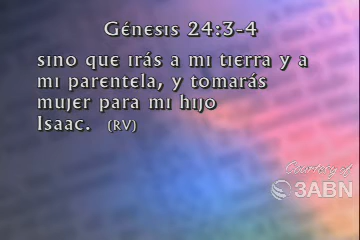 Génesis 24:3-4
sino que irás a mi tierra y a
mi parentela, y tomarás
mujer para mi hijo
Isaac. (RV)
Courtesy of
3ABN